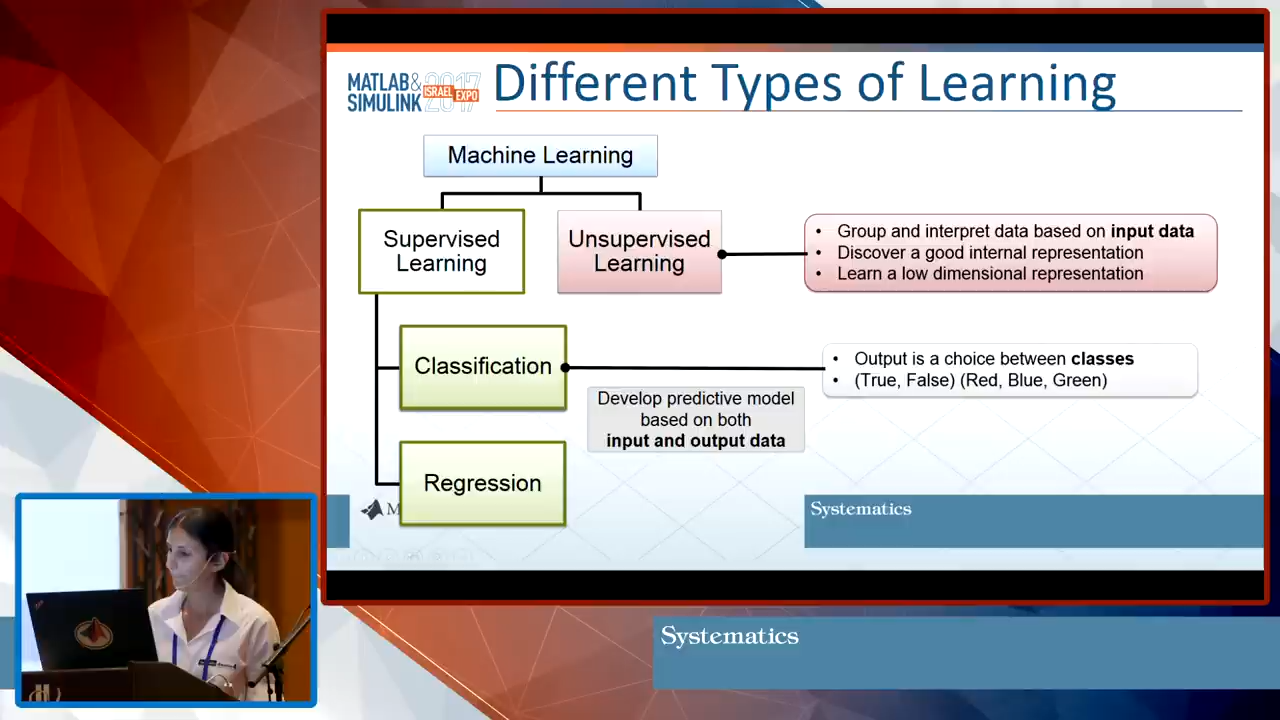 MATLAB&
SIMULINK
2017
ISRAEL
EXPO
Different Types of Learning
Machine Learning
Supervised
Learning
Unsupervised
Learning
• Group and interpret data based on input data
• Discover a good internal representation
• Learn a low dimensional representation
Classification
• Output is a choice between classes
• (True, False) (Red, Blue, Green)
Develop predictive model
based on both
input and output data
Regression
M
Systematics
Systematics